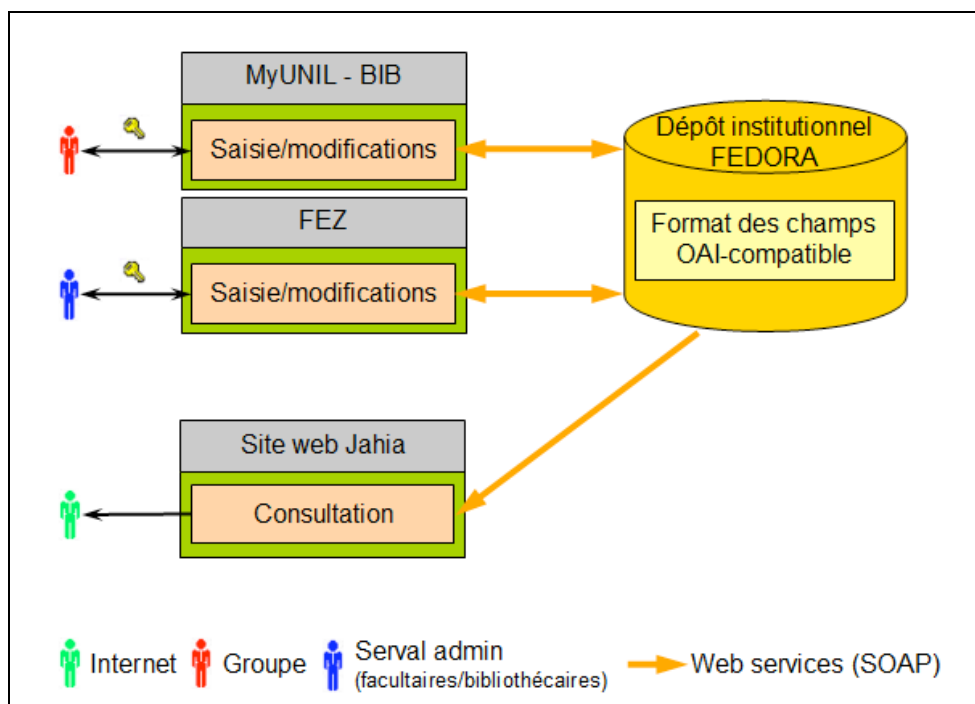 MyUNIL - BIB
Saisie/modifications
FEZ
Saisie/modifications
Dépôt institutionnel
FEDORA
Format des champs
OAI-compatible
Site web Jahia
Consultation
Internet
Groupe
Serval admin
(facultaires/bibliothécaires)
Web services (SOAP)